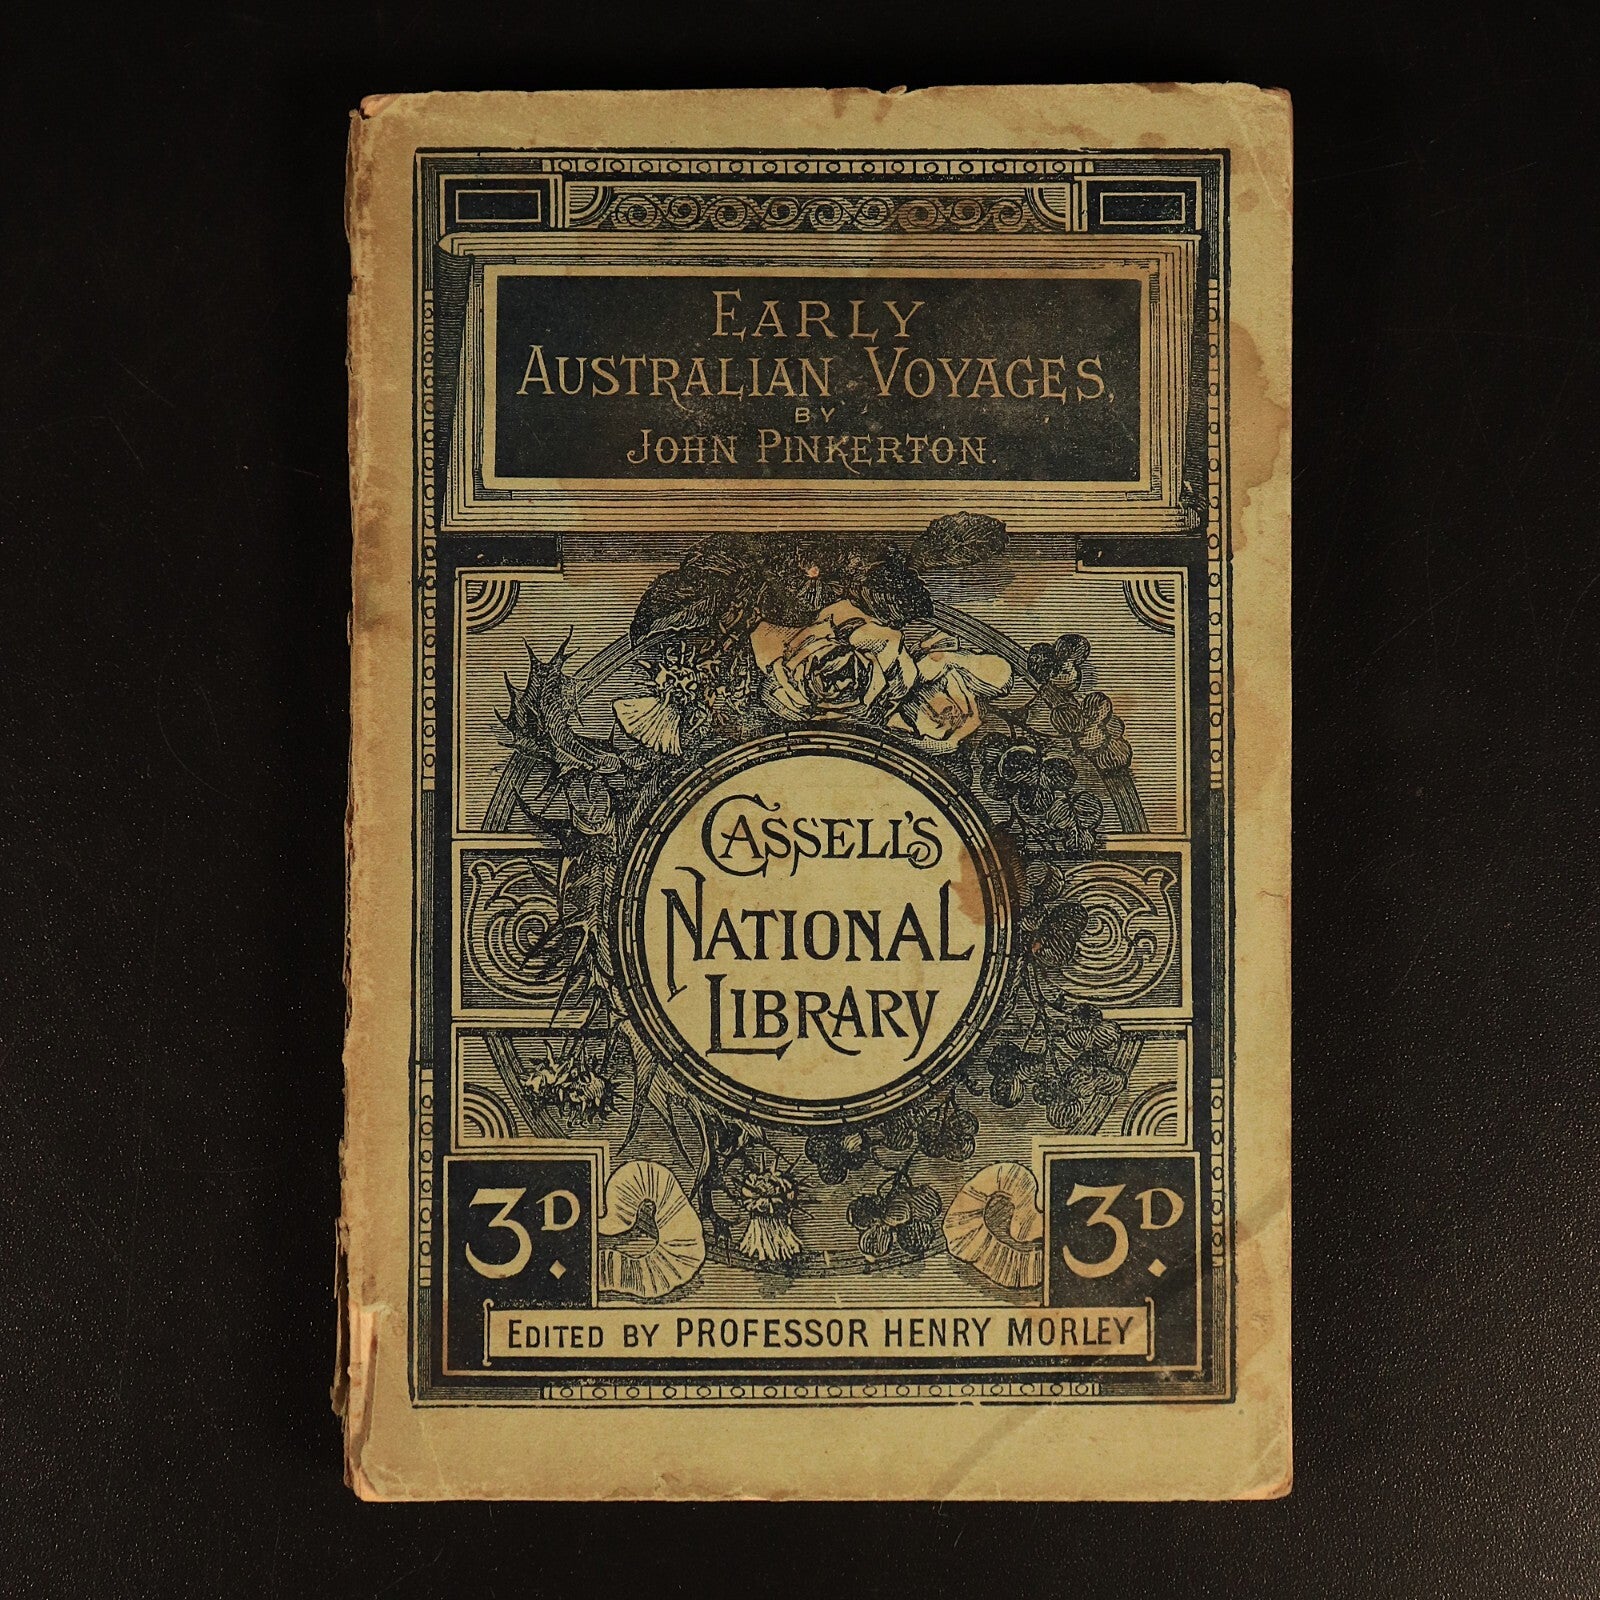 EARLY
AUSTRALIAN VOYAGES,
BY
JOHN PINKERTON.
CASSELL'S
NATIONAL
LIBRARY
3D.
3D.
EDITED BY PROFESSOR HENRY MORLEY